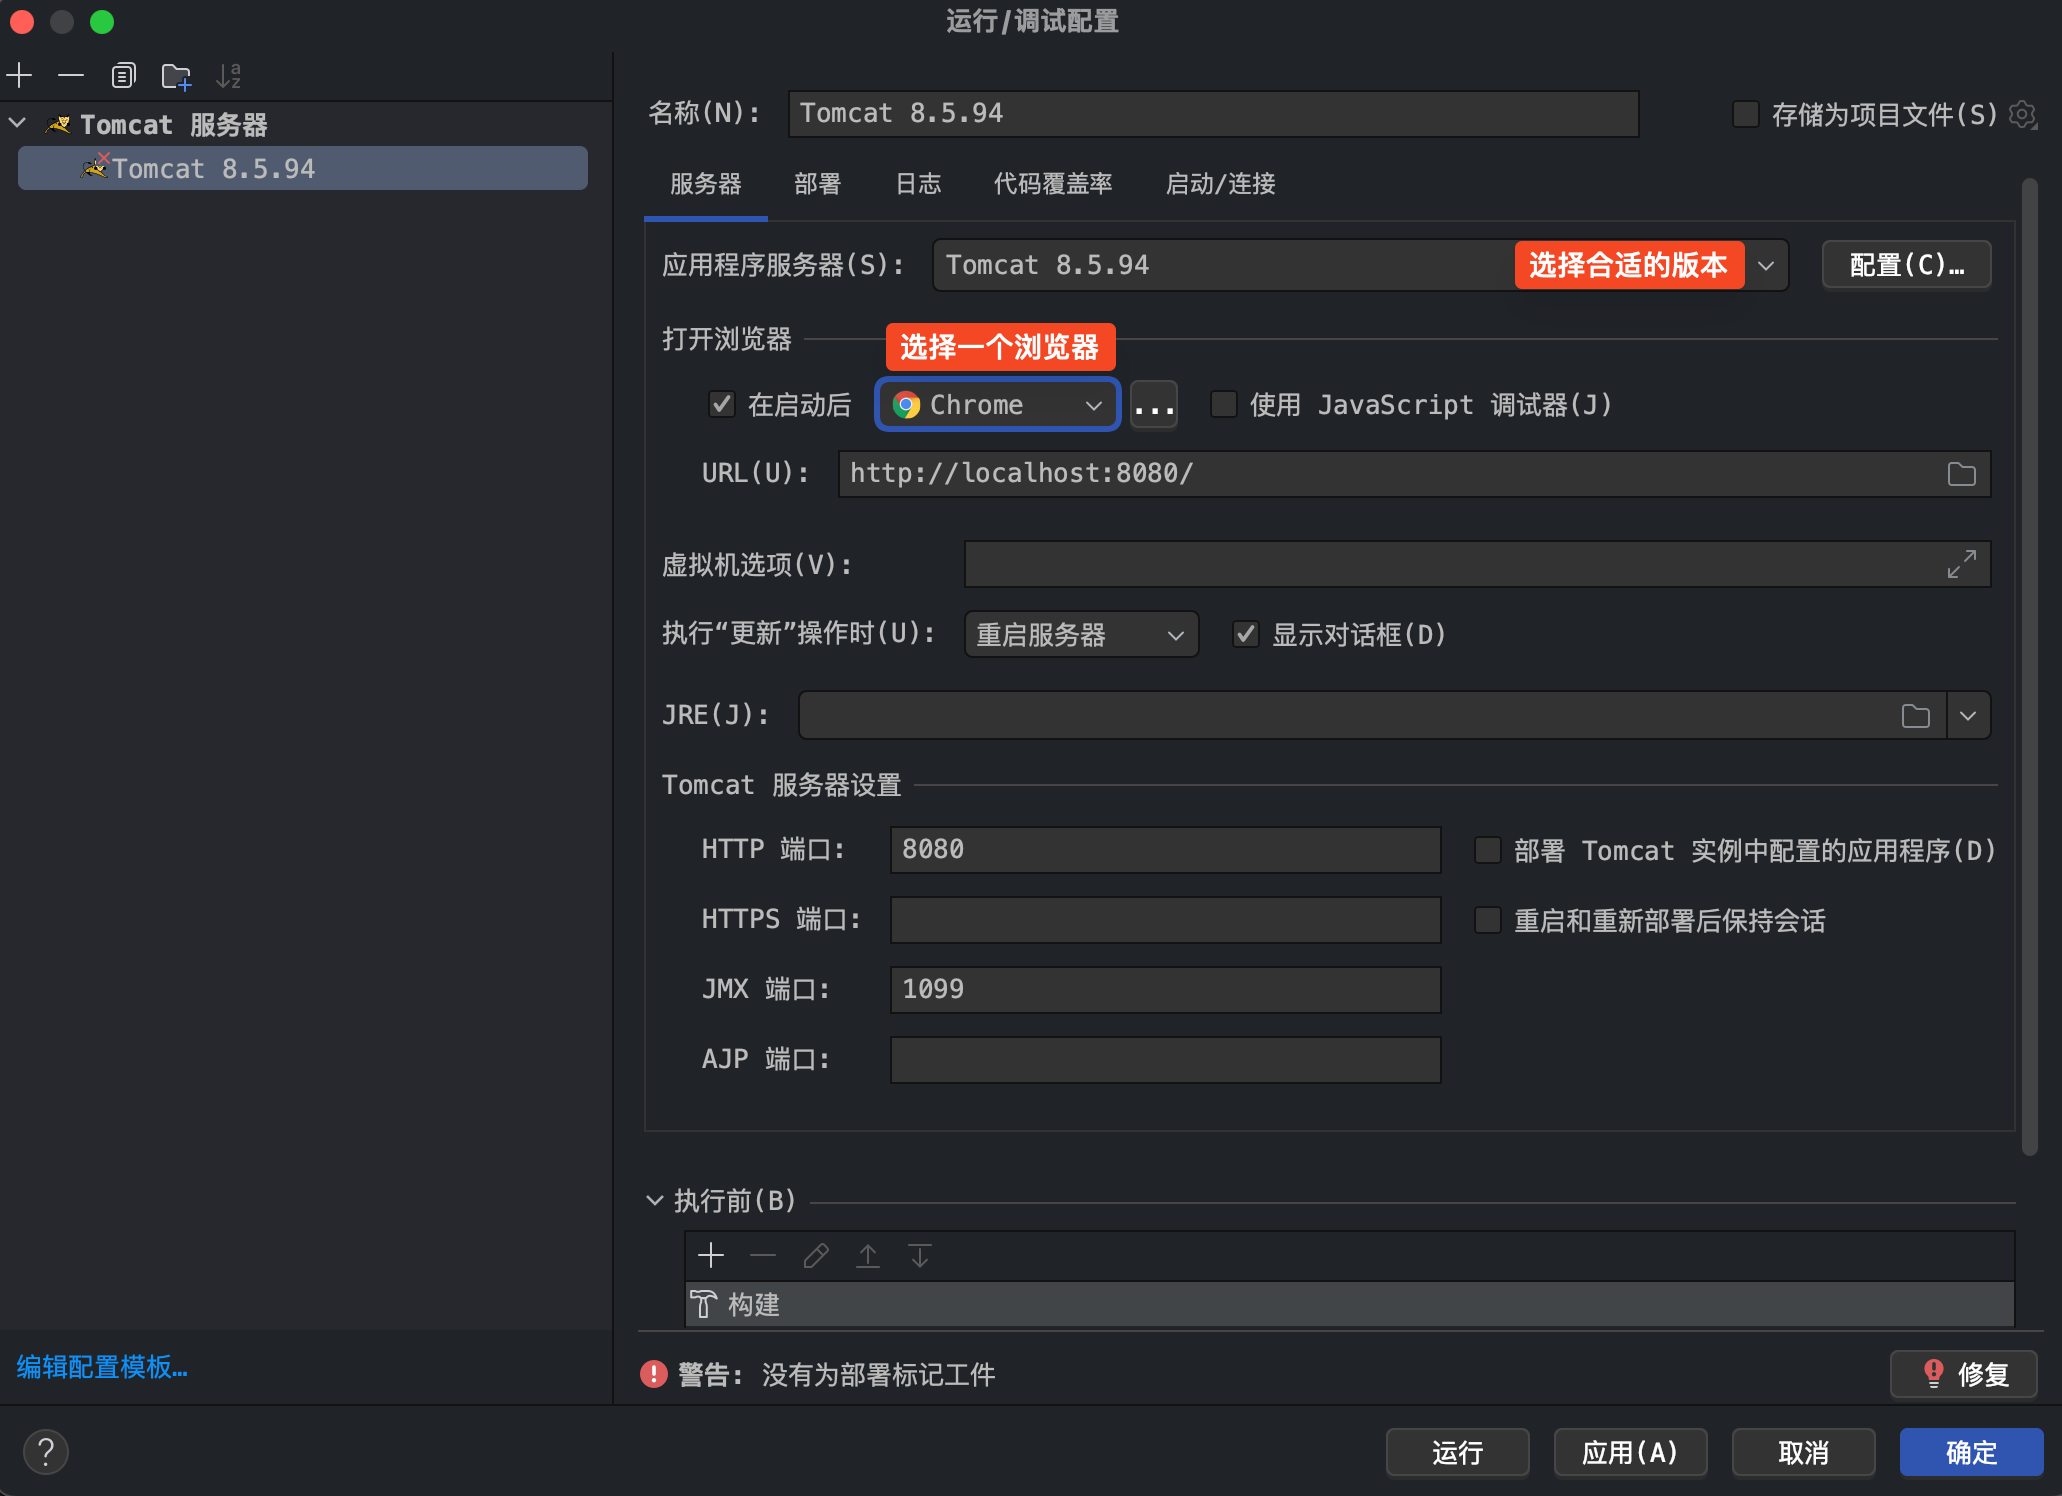 运行/调试配置
Tomcat 服务器
Tomcat 8.5.94
编辑配置模板...
名称(N): Tomcat 8.5.94 存储为项目文件(S)
服务器 部署 日志 代码覆盖率 启动/连接
应用程序服务器(S): Tomcat 8.5.94 选择合适的版本 配置(C)...
打开浏览器 选择一个浏览器
在启动后 Chrome ... 使用 JavaScript 调试器(J)
URL(U): http://localhost:8080/
虚拟机选项(V):
执行“更新”操作时(U): 重启服务器 显示对话框(D)
JRE(J):
Tomcat 服务器设置
HTTP 端口: 8080 部署 Tomcat 实例中配置的应用程序(D)
HTTPS 端口: 重启和重新部署后保持会话
JMX 端口: 1099
AJP 端口:
执行前(B)
构建
警告: 没有为部署标记工件 修复
? 运行 应用(A) 取消 确定